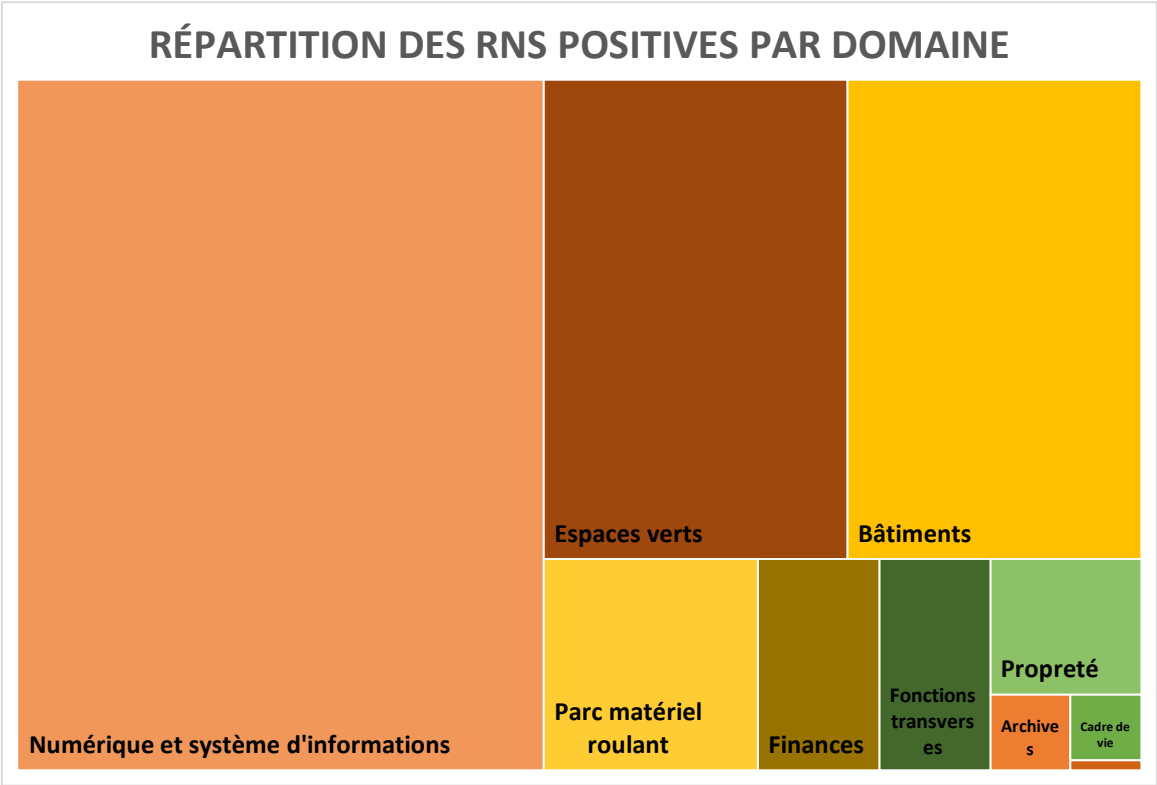 RÉPARTITION DES RNS POSITIVES PAR DOMAINE
Numérique et système d'informations
Espaces verts
Bâtiments
Parc matériel
roulant
Finances
Fonctions
transvers
es
Propreté
Archive
s
Cadre de
vie